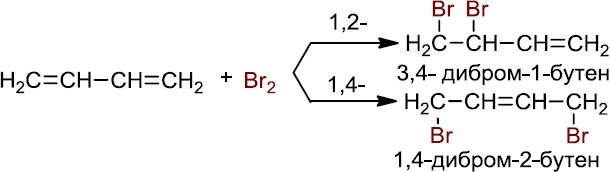 Br Br
1,2-
H₂C−CH−CH=CH₂
3,4- дибром-1-бутен
H₂C=CH−CH=CH₂ + Br₂
1,4-
H₂C−CH=CH−CH₂
Br Br
1,4-дибром-2-бутен